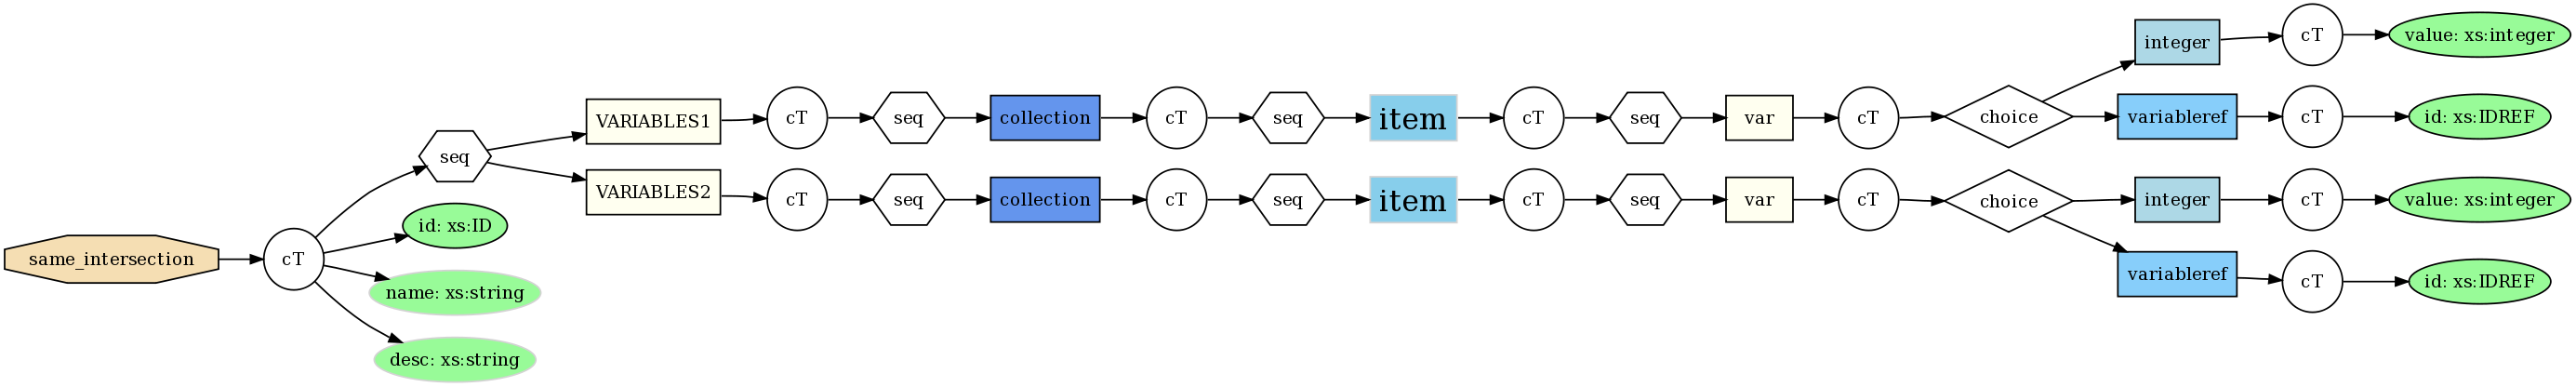 same_intersection
cT
seq
id: xs:ID
name: xs:string
desc: xs:string
VARIABLES1
cT
seq
collection
cT
seq
item
cT
seq
var
cT
choice
integer
cT
value: xs:integer
variableref
cT
id: xs:IDREF
VARIABLES2
cT
seq
collection
cT
seq
item
cT
seq
var
cT
choice
integer
cT
value: xs:integer
variableref
cT
id: xs:IDREF